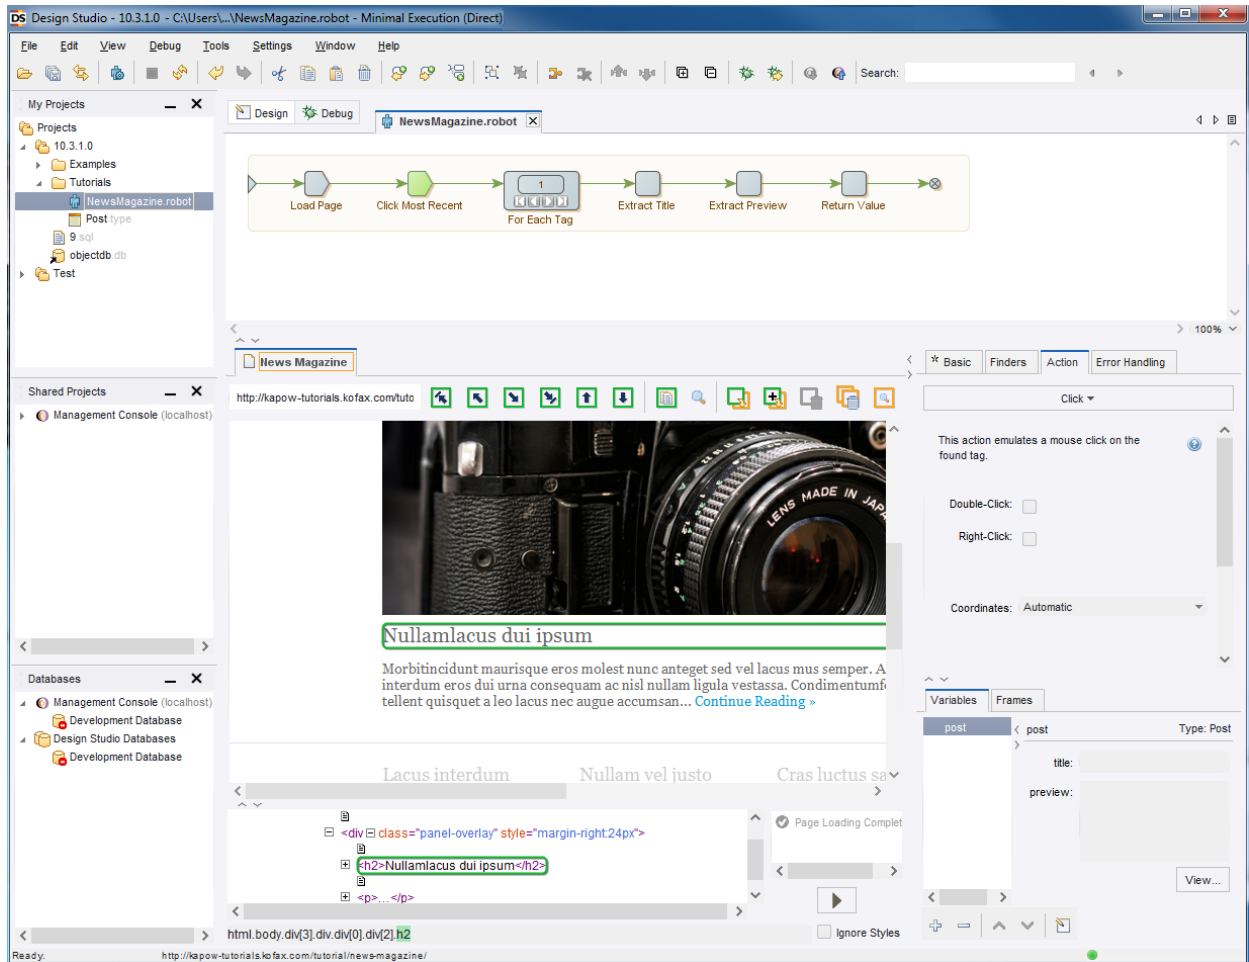 DS Design Studio - 10.3.1.0 - C:\Users\...\NewsMagazine.robot - Minimal Execution (Direct)
File Edit View Debug Tools Settings Window Help
Search:
My Projects
Projects
10.3.1.0
Examples
Tutorials
NewsMagazine.robot
Post.type
9.sql
objectdb.db
Test
Design Debug NewsMagazine.robot
1
Load Page Click Most Recent For Each Tag Extract Title Extract Preview Return Value
100%
Shared Projects
Management Console (localhost)
Databases
Management Console (localhost)
Development Database
Design Studio Databases
Development Database
News Magazine
http://kapow-tutorials.kofax.com/tuto
LENS MADE IN JAPA
Nullamlacus dui ipsum
Morbitincidunt maurisque eros molest nunc anteget sed vel lacus mus semper. A
interdum eros dui urna consequam ac nisl nullam ligula vestassa. Condimentumf
tellent quisquet a leo lacus nec augue accumsan... Continue Reading »
Lacus interdum Nullam vel justo Cras luctus sa
<div class="panel-overlay" style="margin-right:24px">
<h2>Nullamlacus dui ipsum</h2>
<p>...</p>
html.body.div[3].div.div[0].div[2].h2
Page Loading Complet
Ignore Styles
* Basic Finders Action Error Handling
Click
This action emulates a mouse click on the
found tag.
Double-Click:
Right-Click:
Coordinates: Automatic
Variables Frames
post
post Type: Post
title:
preview:
View...
Ready. http://kapow-tutorials.kofax.com/tutorial/news-magazine/